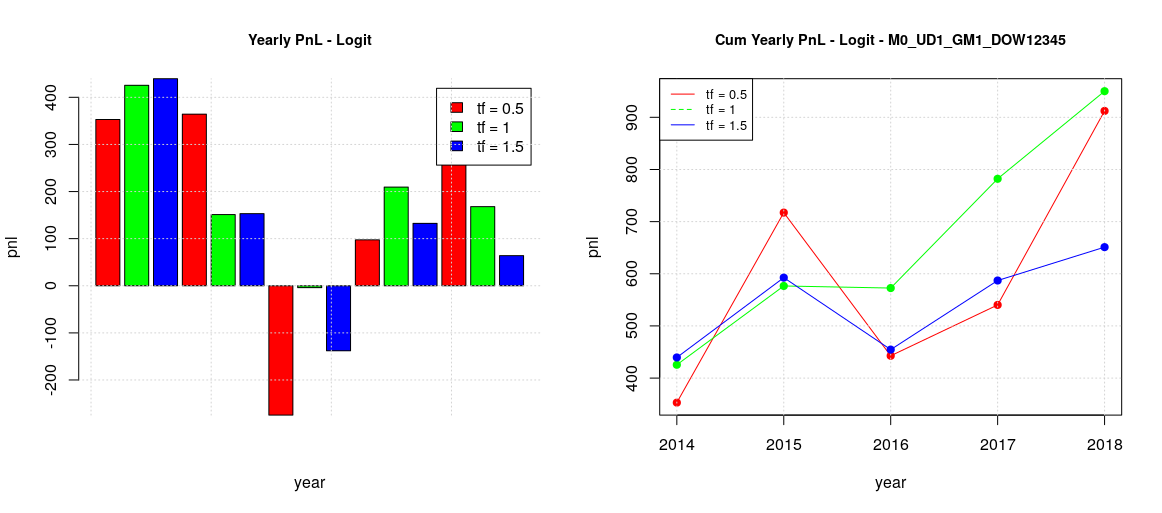 Yearly PnL - Logit
pnl
400
300
200
100
0
-100
-200
tf = 0.5
tf = 1
tf = 1.5
year
Cum Yearly PnL - Logit - M0_UD1_GM1_DOW12345
pnl
900
800
700
600
500
400
tf = 0.5
tf = 1
tf = 1.5
2014 2015 2016 2017 2018
year